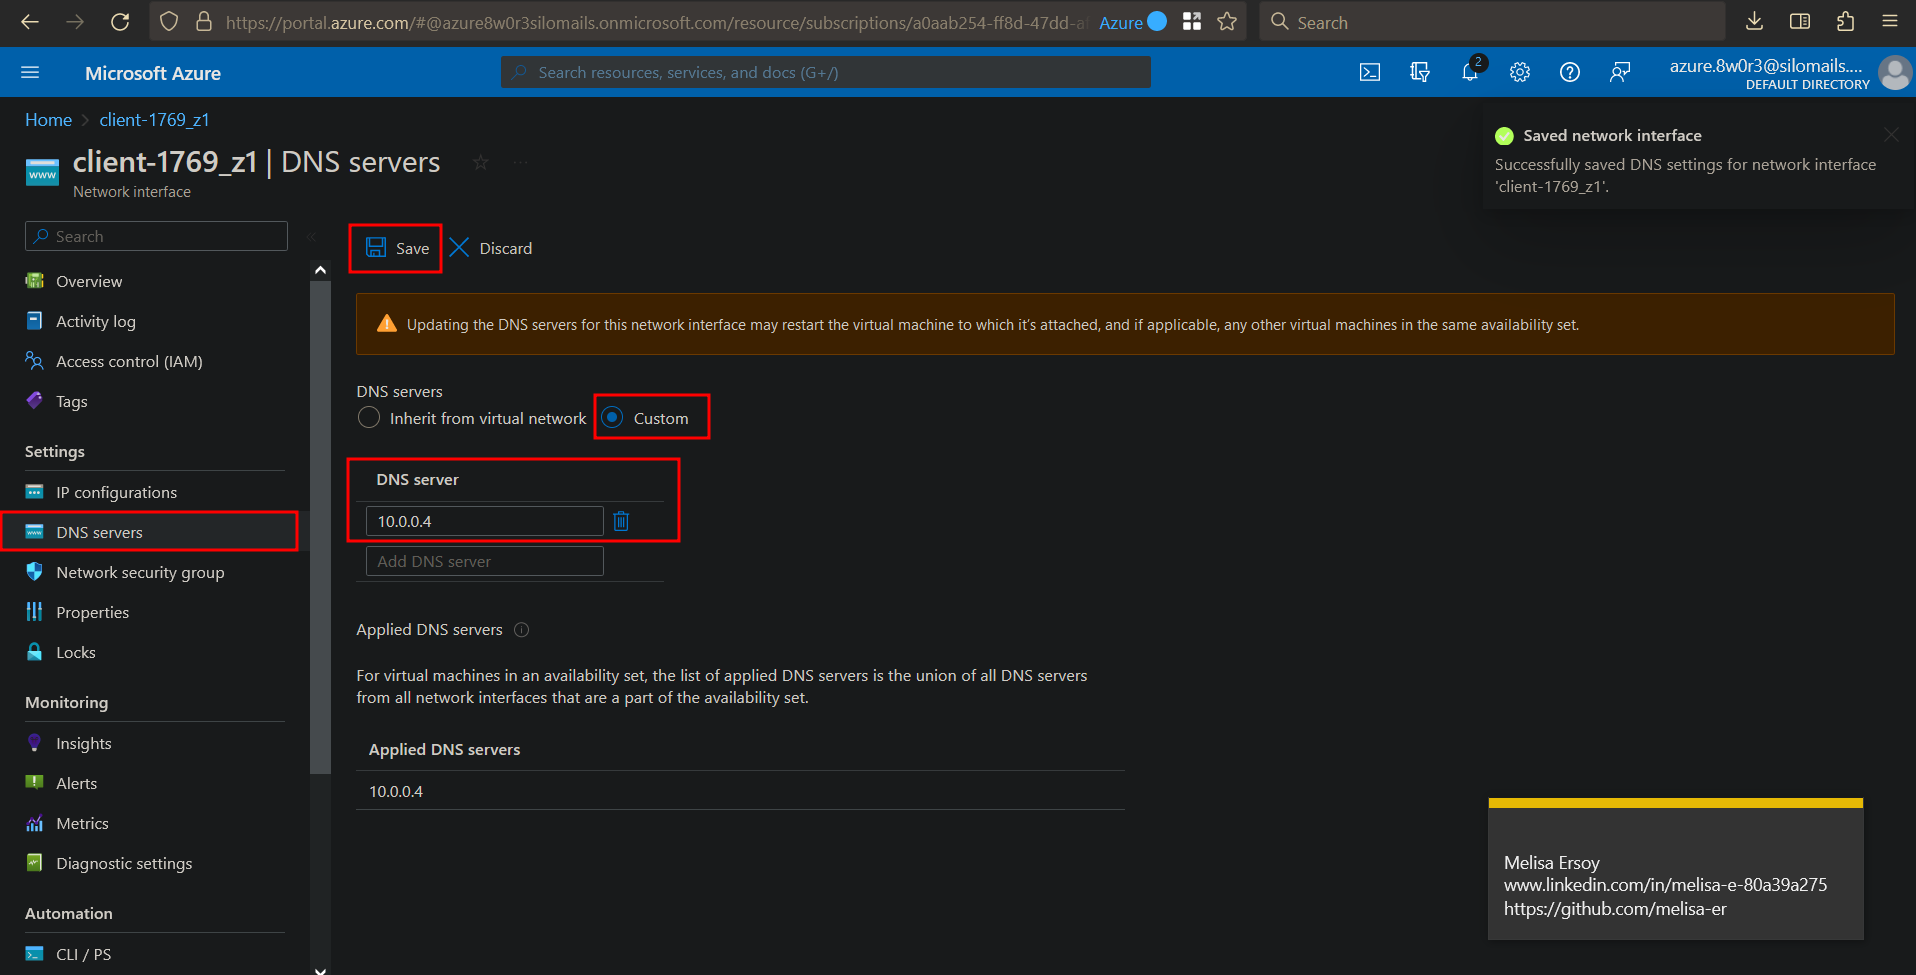 https://portal.azure.com/#@azure8w0r3silomails.onmicrosoft.com/resource/subscriptions/a0aab254-ff8d-47dd-a
Azure
Search
Microsoft Azure
Search resources, services, and docs (G+/)
2
azure.8w0r3@silomails....
DEFAULT DIRECTORY
Home > client-1769_z1
client-1769_z1 | DNS servers
Network interface
www
Saved network interface
Successfully saved DNS settings for network interface
'client-1769_z1'.
Search
Overview
Activity log
Access control (IAM)
Tags
Settings
IP configurations
DNS servers
Network security group
Properties
Locks
Monitoring
Insights
Alerts
Metrics
Diagnostic settings
Automation
CLI / PS
Save
Discard
Updating the DNS servers for this network interface may restart the virtual machine to which it's attached, and if applicable, any other virtual machines in the same availability set.
DNS servers
Inherit from virtual network
Custom
DNS server
10.0.0.4
Add DNS server
Applied DNS servers
For virtual machines in an availability set, the list of applied DNS servers is the union of all DNS servers
from all network interfaces that are a part of the availability set.
Applied DNS servers
10.0.0.4
Melisa Ersoy
www.linkedin.com/in/melisa-e-80a39a275
https://github.com/melisa-er